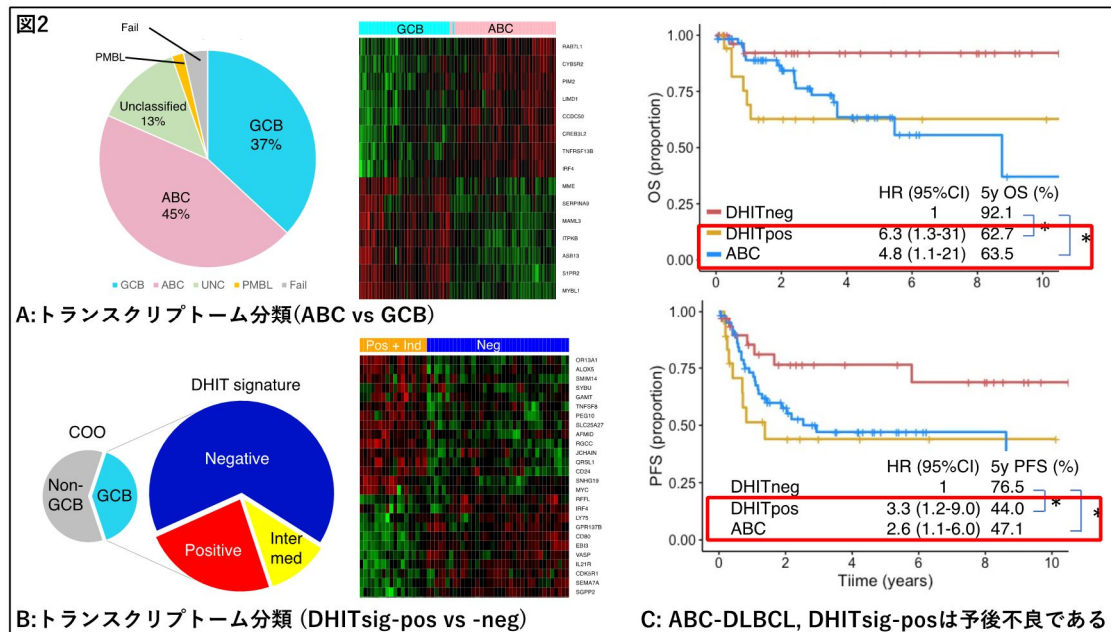 図2
Fail
PMBL
Unclassified
13%
GCB
37%
ABC
45%
GCB ABC UNC PMBL Fail
GCB ABC
RAB7L1
CYB5R2
PIM2
LIMD1
CCDC50
CREB3L2
TNFRSF13B
IRF4
MME
SERPINA9
MAML3
ITPKB
ASB13
S1PR2
MYBL1
A:トランスクリプトーム分類(ABC vs GCB)
COO
Non-
GCB
GCB
DHIT signature
Negative
Positive
Inter
med
Pos + Ind Neg
OR13A1
ALOX5
SMIM14
SYBU
GAMT
TNFSF8
PEG10
SLC25A27
AFMID
RGCC
JCHAIN
QRSL1
CD24
SNHG19
MYC
RFFL
IRF4
LY75
GPR137B
CD80
EBI3
VASP
IL21R
CDK5R1
SEMA7A
SGPP2
B:トランスクリプトーム分類 (DHITsig-pos vs -neg)
OS (proportion)
1.00
0.75
0.50
0.25
0.00
HR (95%CI) 5y OS (%)
DHITneg 1 92.1
DHITpos 6.3 (1.3-31) 62.7
ABC 4.8 (1.1-21) 63.5
* *
0 2 4 6 8 10
PFS (proportion)
1.00
0.75
0.50
0.25
0.00
HR (95%CI) 5y PFS (%)
DHITneg 1 76.5
DHITpos 3.3 (1.2-9.0) 44.0
ABC 2.6 (1.1-6.0) 47.1
* *
0 2 4 6 8 10
Tiime (years)
C: ABC-DLBCL, DHITsig-posは予後不良である